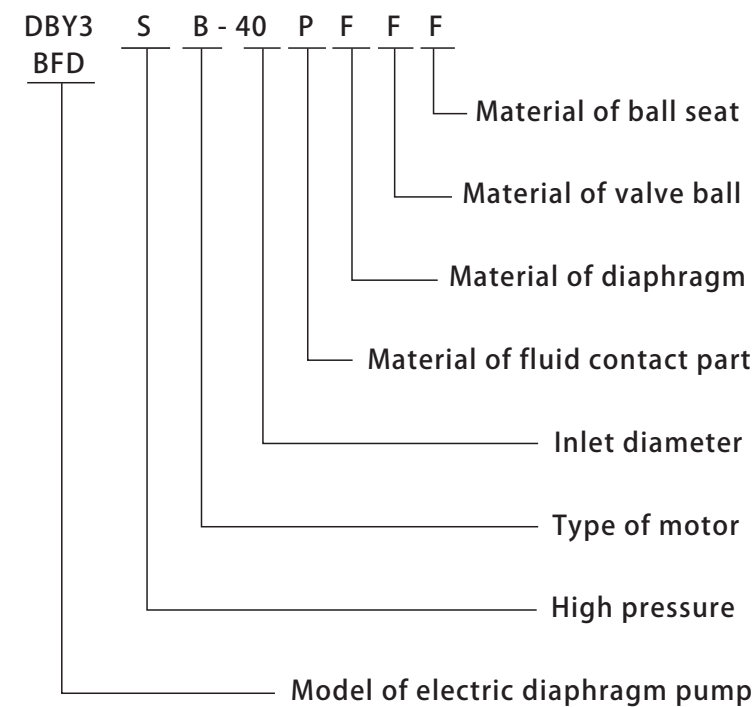 DBY3 S B - 40 P F F F
BFD
Material of ball seat
Material of valve ball
Material of diaphragm
Material of fluid contact part
Inlet diameter
Type of motor
High pressure
Model of electric diaphragm pump